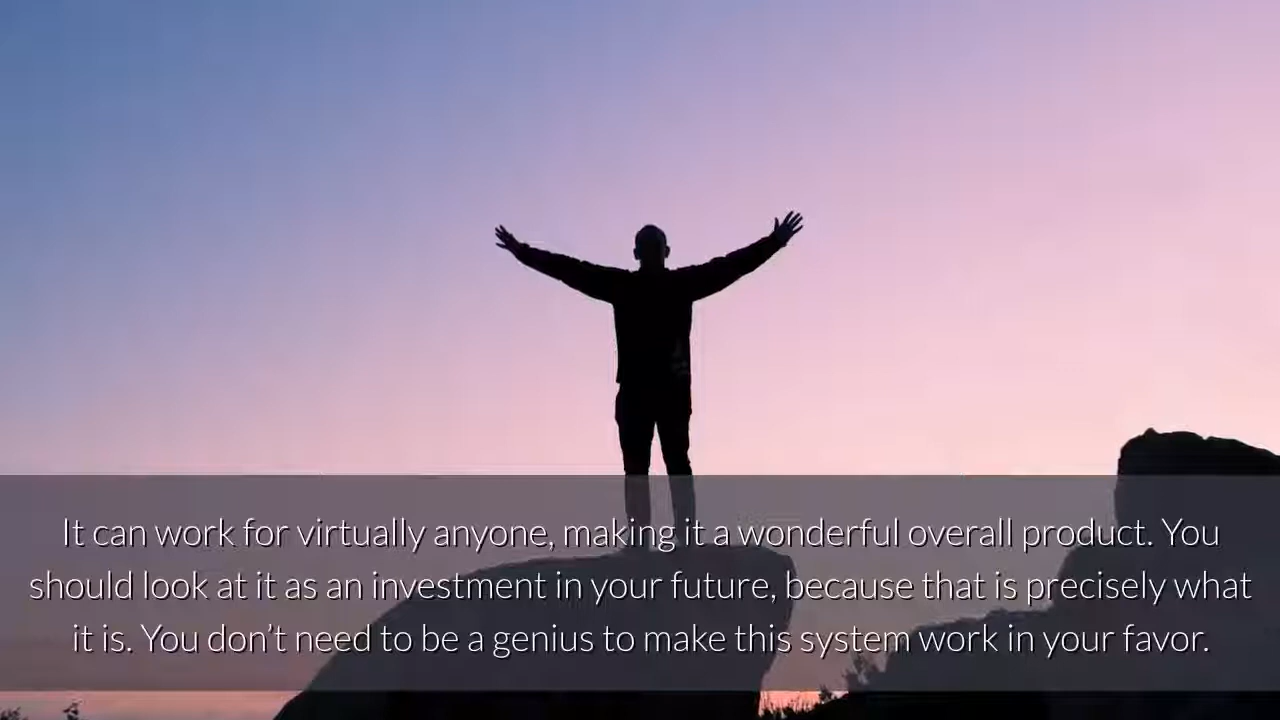 It can work for virtually anyone, making it a wonderful overall product. You
should look at it as an investment in your future, because that is precisely what
it is. You don’t need to be a genius to make this system work in your favor.